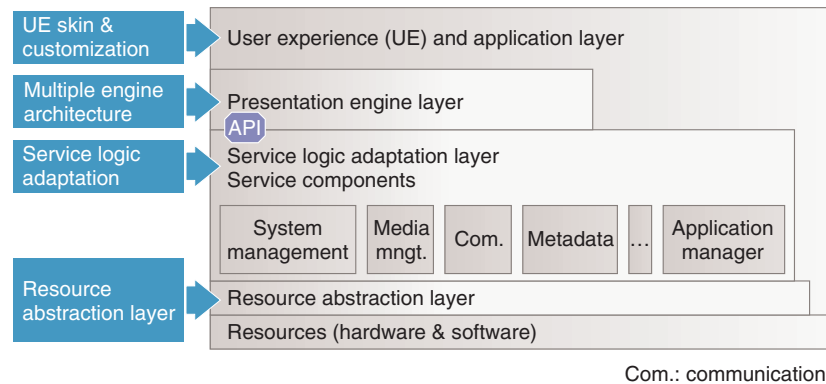 UE skin &
customization
User experience (UE) and application layer
Multiple engine
architecture
Presentation engine layer
API
Service logic
adaptation
Service logic adaptation layer
Service components
System
management
Media
mngt.
Com.
Metadata
...
Application
manager
Resource
abstraction layer
Resource abstraction layer
Resources (hardware & software)
Com.: communication